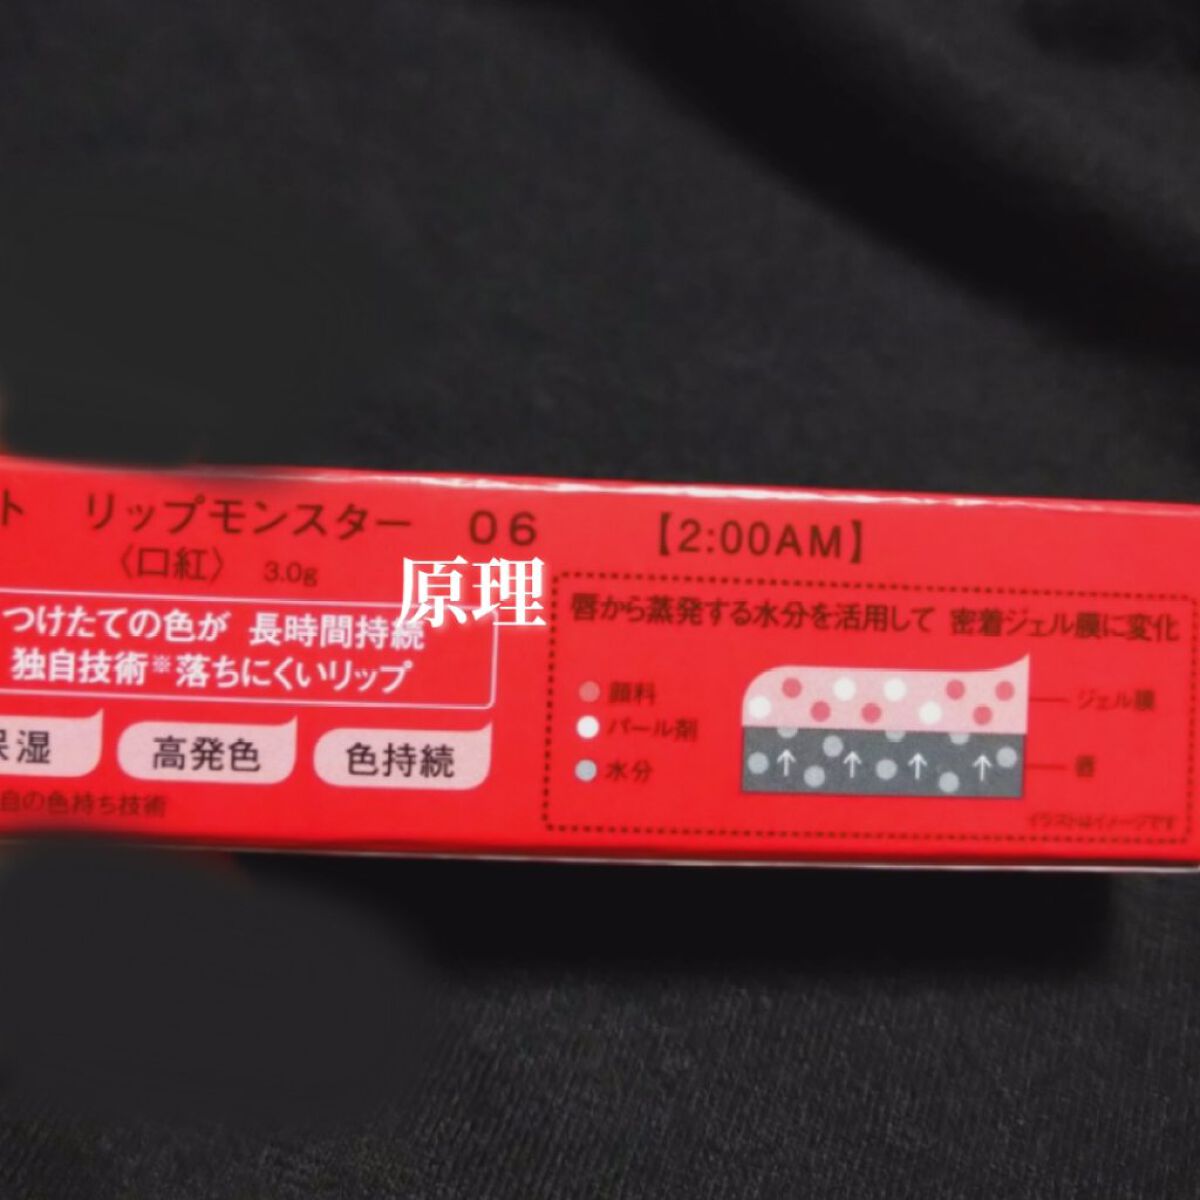 ト リップモンスター 06 【2:00AM】
〈口紅〉 3.0g
原理
つけたての色が 長時間持続
独自技術※落ちにくいリップ
保湿
高発色
色持続
自の色持ち技術
唇から蒸発する水分を活用して 密着ジェル膜に変化
顔料
パール剤
水分
ジェル膜
唇
イラストはイメージです